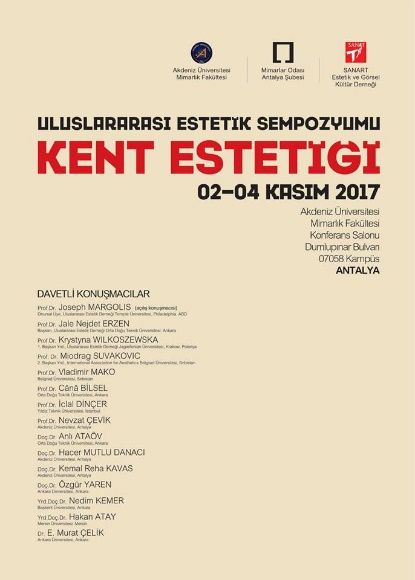 Akdeniz Üniversitesi
Mimarlık Fakültesi
Mimarlar Odası
Antalya Şubesi
SANART
SANART
Estetik ve Görsel
Kültür Derneği
ULUSLARARASI ESTETİK SEMPOZYUMU
KENT ESTETİĞİ
02-04 KASIM 2017
Akdeniz Üniversitesi
Mimarlık Fakültesi
Konferans Salonu
Dumlupınar Bulvarı
07058 Kampüs
ANTALYA
DAVETLİ KONUŞMACILAR
Prof.Dr. Joseph MARGOLIS (açılış konuşmacısı)
Onursal Üye, Uluslararası Estetik Derneği Temple Üniversitesi, Philadelphia, ABD
Prof.Dr. Jale Nejdet ERZEN
Başkan, Uluslararası Estetik Derneği Orta Doğu Teknik Üniversitesi, Ankara
Prof.Dr. Krystyna WILKOSZEWSKA
1. Başkan Yrd., Uluslararası Estetik Derneği Jagiellonian Üniversitesi, Krakow, Polonya
Prof. Dr. Miodrag SUVAKOVIC
2. Başkan Yrd., International Association for Aesthetics Belgrad Üniversitesi, Sırbistan
Prof.Dr. Vladimir MAKO
Belgrad Üniversitesi, Sırbistan
Prof.Dr. Cânâ BİLSEL
Orta Doğu Teknik Üniversitesi, Ankara
Prof.Dr. İclal DİNÇER
Yıldız Teknik Üniversitesi, İstanbul
Prof.Dr. Nevzat ÇEVİK
Akdeniz Üniversitesi, Antalya
Doç.Dr. Anlı ATAÖV
Orta Doğu Teknik Üniversitesi, Ankara
Doç.Dr. Hacer MUTLU DANACI
Akdeniz Üniversitesi, Antalya
Doç.Dr. Kemal Reha KAVAS
Akdeniz Üniversitesi, Antalya
Doç.Dr. Özgür YAREN
Ankara Üniversitesi, Ankara
Yrd.Doç.Dr. Nedim KEMER
Başkent Üniversitesi, Ankara
Yrd.Doç.Dr. Hakan ATAY
Mersin Üniversitesi, Mersin
Dr. E. Murat ÇELİK
Ankara Üniversitesi, Ankara